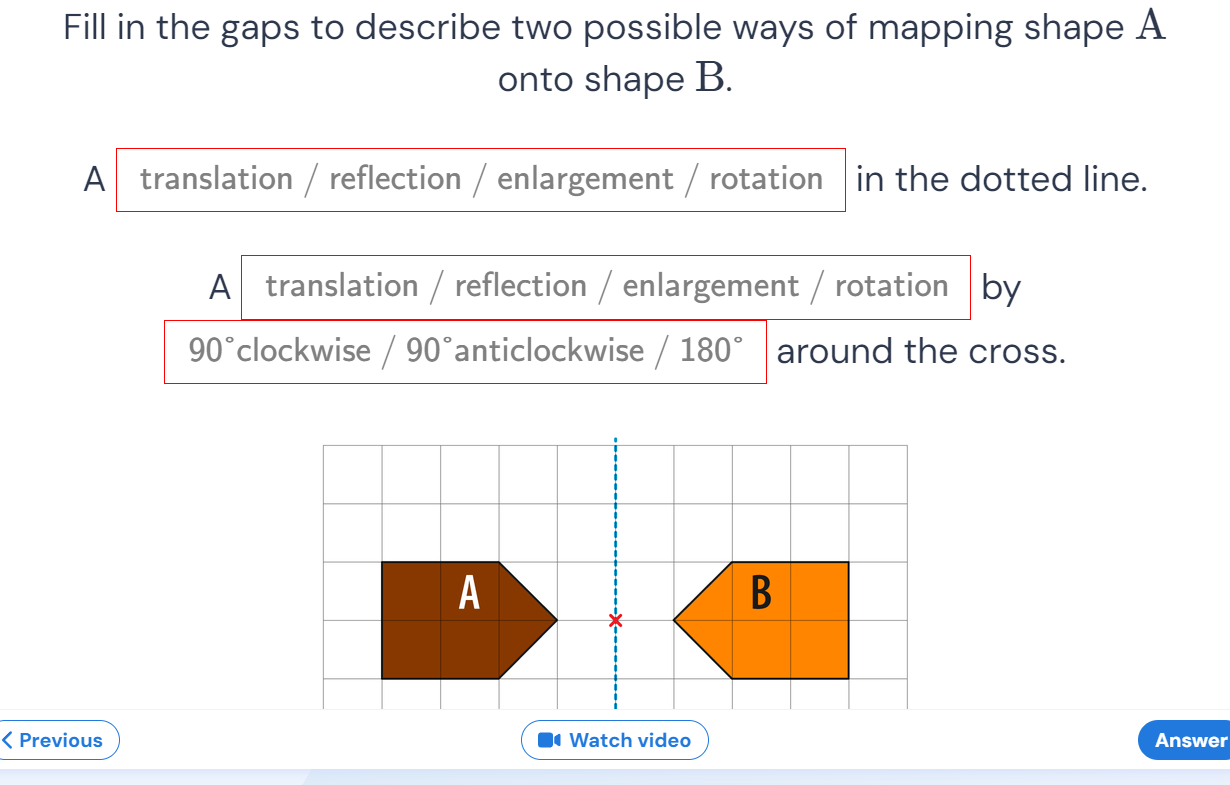 Fill in the gaps to describe two possible ways of mapping shape A
onto shape B.
A translation / reflection / enlargement / rotation in the dotted line.
A translation / reflection / enlargement / rotation by
90°clockwise / 90°anticlockwise / 180° around the cross.
A B
Previous Watch video Answer